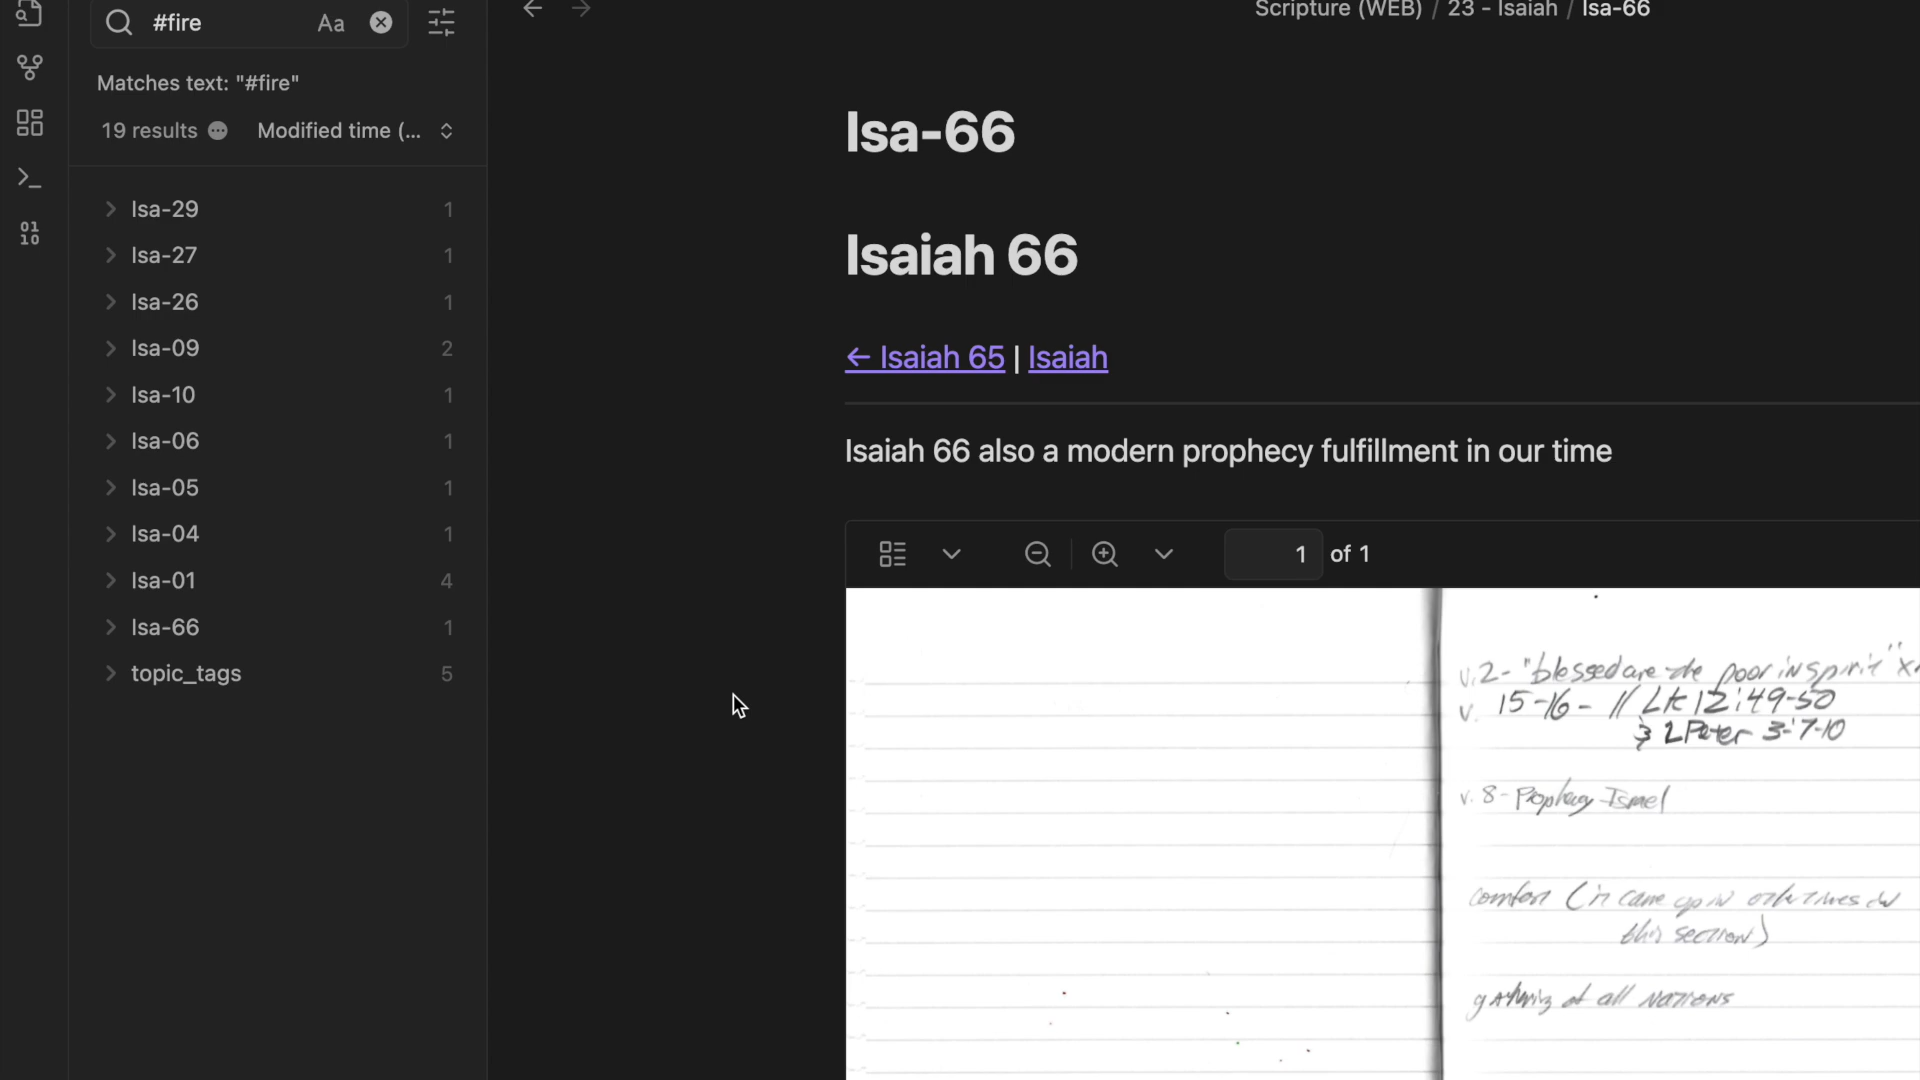 #fire
Aa
Matches text: "#fire"
19 results
Modified time (...
Isa-29 1
Isa-27 1
Isa-26 1
Isa-09 2
Isa-10 1
Isa-06 1
Isa-05 1
Isa-04 1
Isa-01 4
Isa-66 1
topic_tags 5
Scripture (WEB) / 23 - Isaiah / Isa-66
Isa-66
Isaiah 66
← Isaiah 65 | Isaiah
Isaiah 66 also a modern prophecy fulfillment in our time
1 of 1
v.2- "blessed are the poor in spirit"
v. 15-16 - // Lk 12:49-50
& 2 Peter 3:7-10
v. 8 - Prophecy Israel
comfort ( came up in other times in
this section)
gathering of all nations